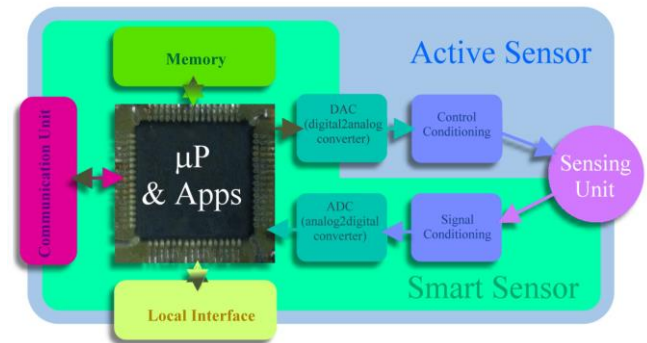 Memory
Active Sensor
Communication Unit
µP
& Apps
DAC
(digital2analog
converter)
Control
Conditioning
Sensing
Unit
ADC
(analog2digital
converter)
Signal
Conditioning
Smart Sensor
Local Interface